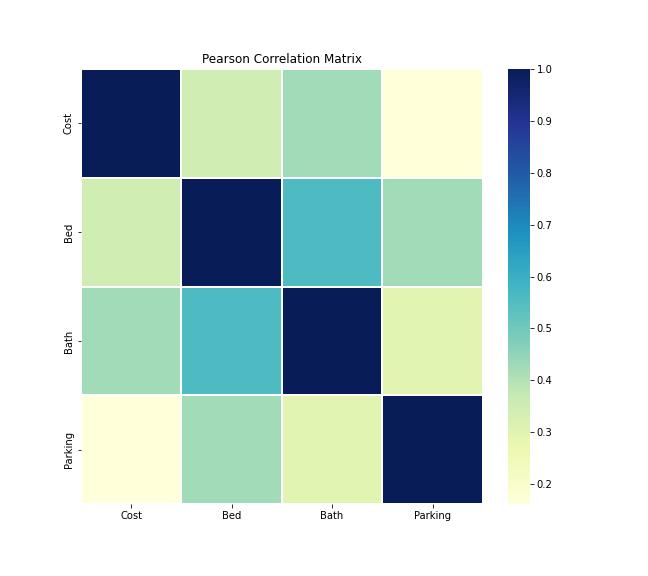 Pearson Correlation Matrix
Cost
Bed
Bath
Parking
Cost
Bed
Bath
Parking
1.0
0.9
0.8
0.7
0.6
0.5
0.4
0.3
0.2